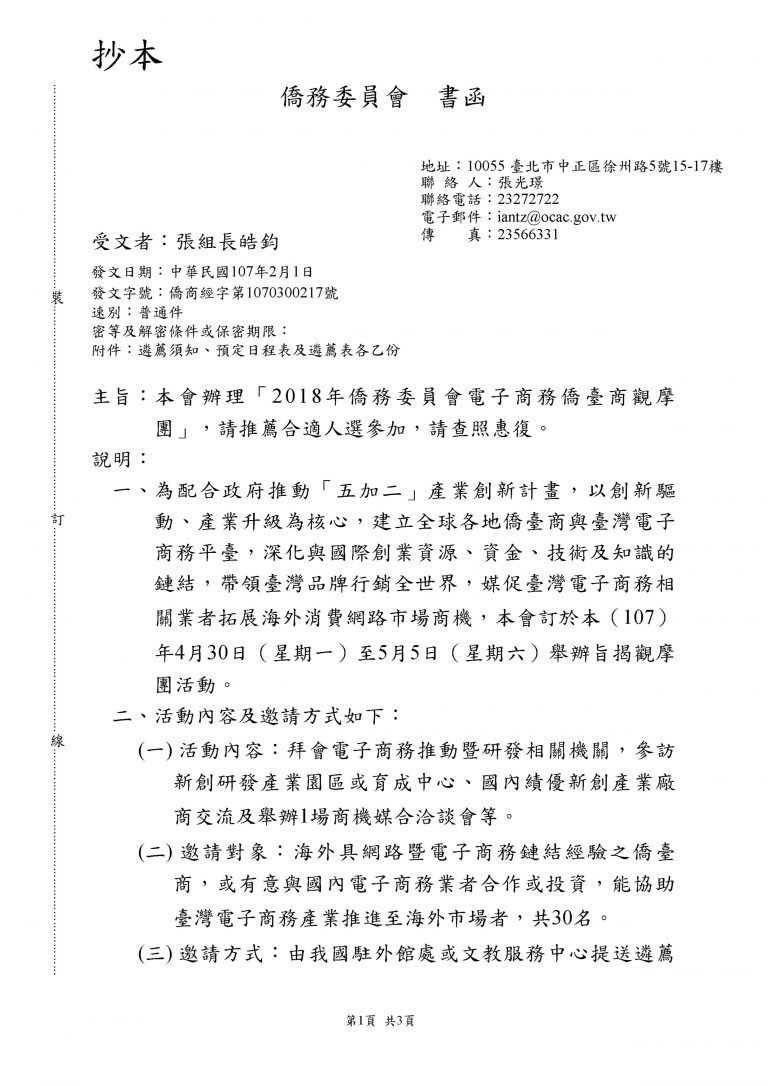 抄本
僑務委員會　書函
地址：10055 臺北市中正區徐州路5號15-17樓
聯 絡 人：張光璟
聯絡電話：23272722
電子郵件：iantz@ocac.gov.tw
傳　　真：23566331
受文者：張組長皓鈞
發文日期：中華民國107年2月1日
發文字號：僑商經字第1070300217號
速別：普通件
密等及解密條件或保密期限：
附件：遴薦須知、預定日程表及遴薦表各乙份
主旨：本會辦理「2018年僑務委員會電子商務僑臺商觀摩
團」，請推薦合適人選參加，請查照惠復。
說明：
一、為配合政府推動「五加二」產業創新計畫，以創新驅
動、產業升級為核心，建立全球各地僑臺商與臺灣電子
商務平臺，深化與國際創業資源、資金、技術及知識的
鏈結，帶領臺灣品牌行銷全世界，媒促臺灣電子商務相
關業者拓展海外消費網路市場商機，本會訂於本（107）
年4月30日（星期一）至5月5日（星期六）舉辦旨揭觀摩
團活動。
二、活動內容及邀請方式如下：
(一) 活動內容：拜會電子商務推動暨研發相關機關，參訪
新創研發產業園區或育成中心、國內績優新創產業廠
商交流及舉辦1場商機媒合洽談會等。
(二) 邀請對象：海外具網路暨電子商務鏈結經驗之僑臺
商，或有意與國內電子商務業者合作或投資，能協助
臺灣電子商務產業推進至海外市場者，共30名。
(三) 邀請方式：由我國駐外館處或文教服務中心提送遴薦
裝
訂
線
第1頁 共3頁